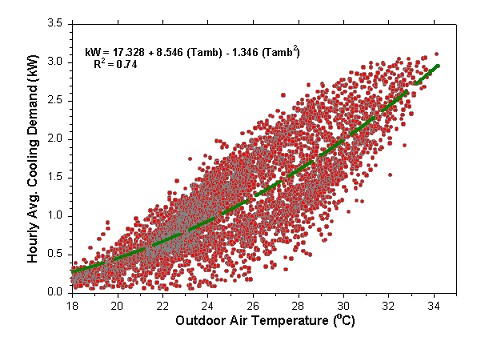 kW = 17.328 + 8.546 (Tamb) - 1.346 (Tamb²)
R² = 0.74
Hourly Avg. Cooling Demand (kW)
3.5
3.0
2.5
2.0
1.5
1.0
0.5
0.0
18 20 22 24 26 28 30 32 34
Outdoor Air Temperature (ºC)